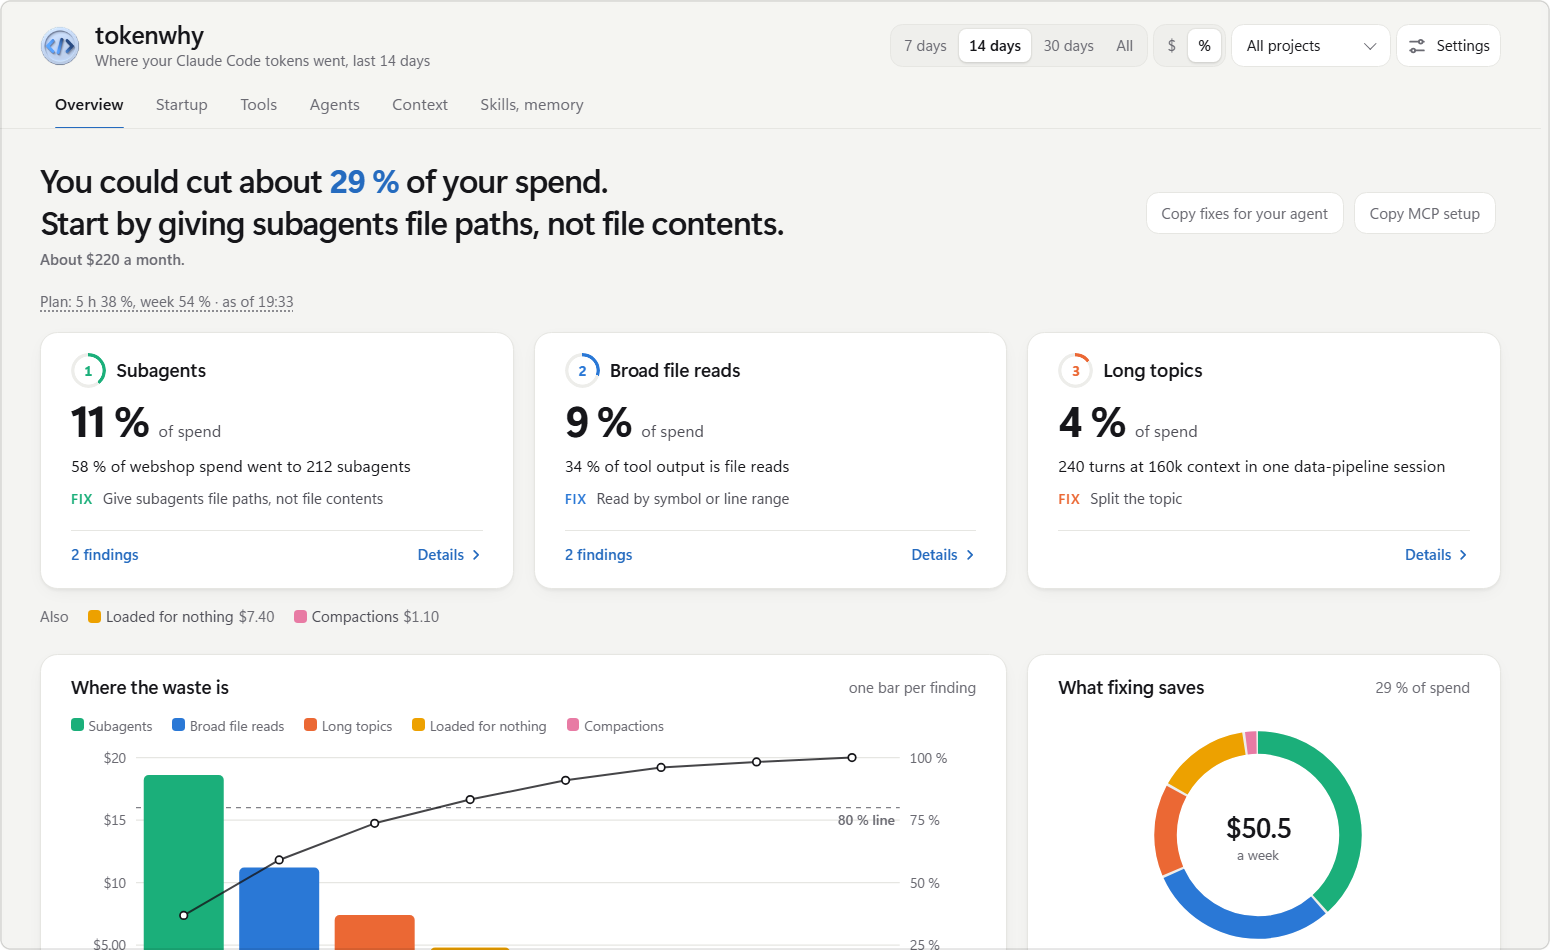 tokenwhy
Where your Claude Code tokens went, last 14 days
7 days 14 days 30 days All
$ %
All projects
Settings
Overview Startup Tools Agents Context Skills, memory
You could cut about 29 % of your spend.
Start by giving subagents file paths, not file contents.
About $220 a month.
Copy fixes for your agent
Copy MCP setup
Plan: 5 h 38 %, week 54 % · as of 19:33
1 Subagents
11 % of spend
58 % of webshop spend went to 212 subagents
FIX Give subagents file paths, not file contents
2 findings Details
2 Broad file reads
9 % of spend
34 % of tool output is file reads
FIX Read by symbol or line range
2 findings Details
3 Long topics
4 % of spend
240 turns at 160k context in one data-pipeline session
FIX Split the topic
Details
Also Loaded for nothing $7.40 Compactions $1.10
Where the waste is one bar per finding
Subagents Broad file reads Long topics Loaded for nothing Compactions
$20 100 %
80 % line
$15 75 %
$10 50 %
$5.00 25 %
What fixing saves 29 % of spend
$50.5
a week